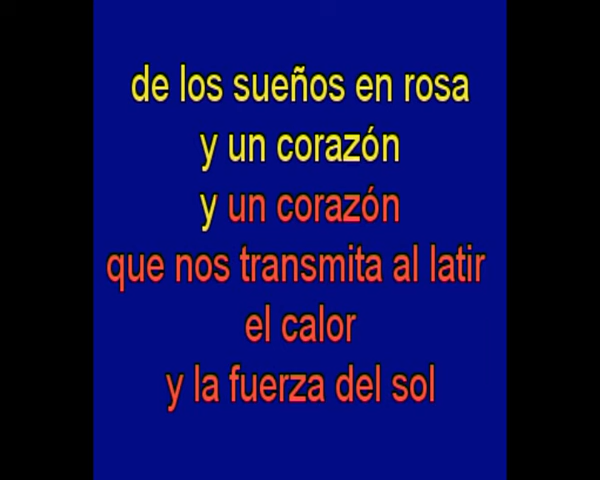 de los sueños en rosa
y un corazón
y un corazón
que nos transmita al latir
el calor
y la fuerza del sol